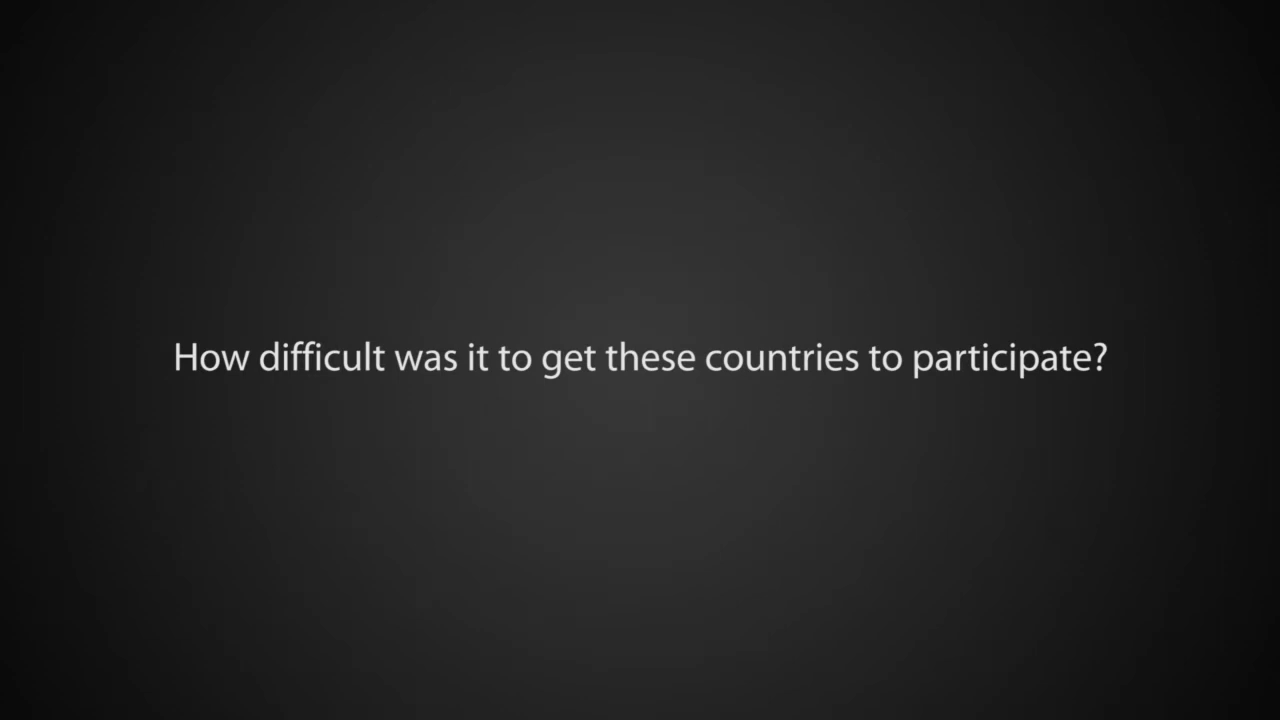 How difficult was it to get these countries to participate?